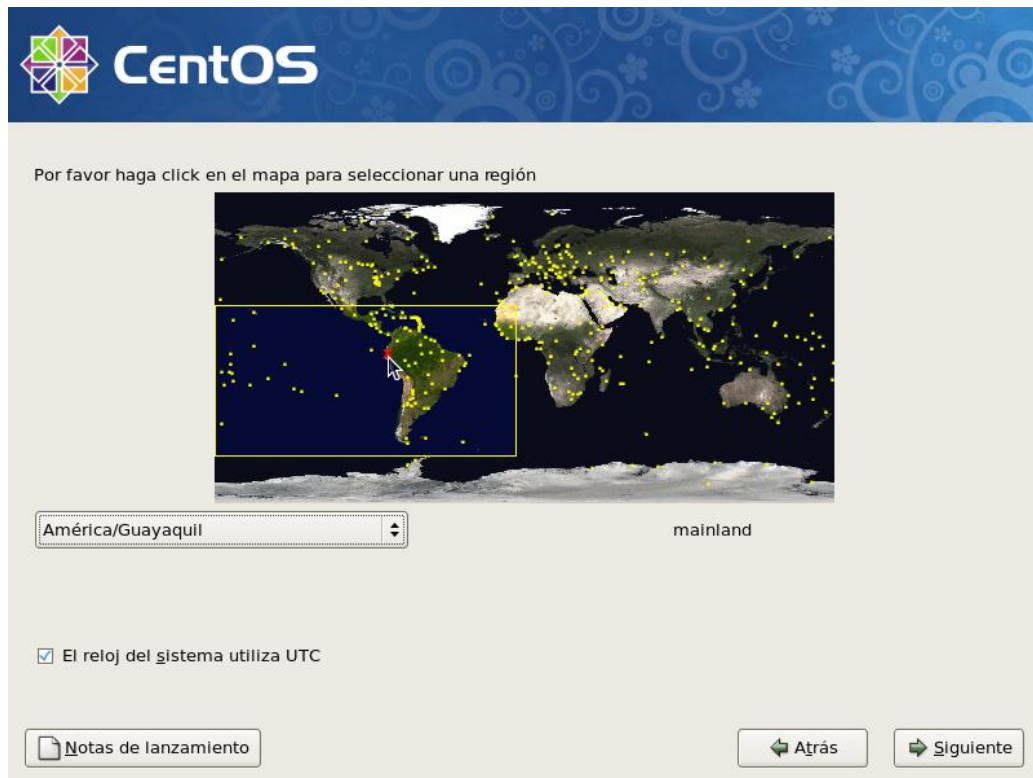 CentOS
Por favor haga click en el mapa para seleccionar una región
América/Guayaquil
mainland
El reloj del sistema utiliza UTC
Notas de lanzamiento
Atrás
Siguiente